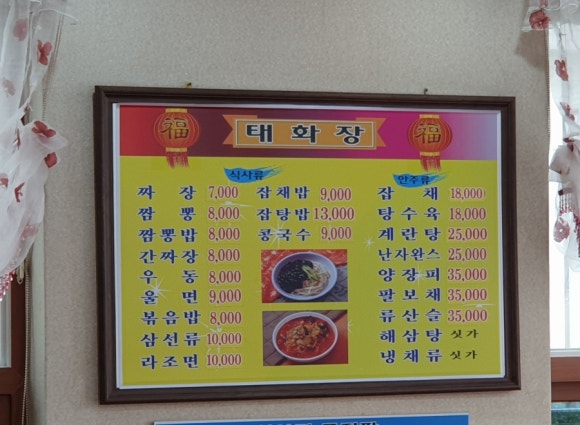 福 태화장 福
식사류
짜장 7,000
짬뽕 8,000
짬뽕밥 8,000
간짜장 8,000
우동 8,000
울면 9,000
볶음밥 8,000
삼선류 10,000
라조면 10,000
잡채밥 9,000
잡탕밥 13,000
콩국수 9,000
안주류
잡채 18,000
탕수육 18,000
계란탕 25,000
난자완스 25,000
양장피 35,000
팔보채 35,000
류산슬 35,000
해삼탕 싯가
냉채류 싯가